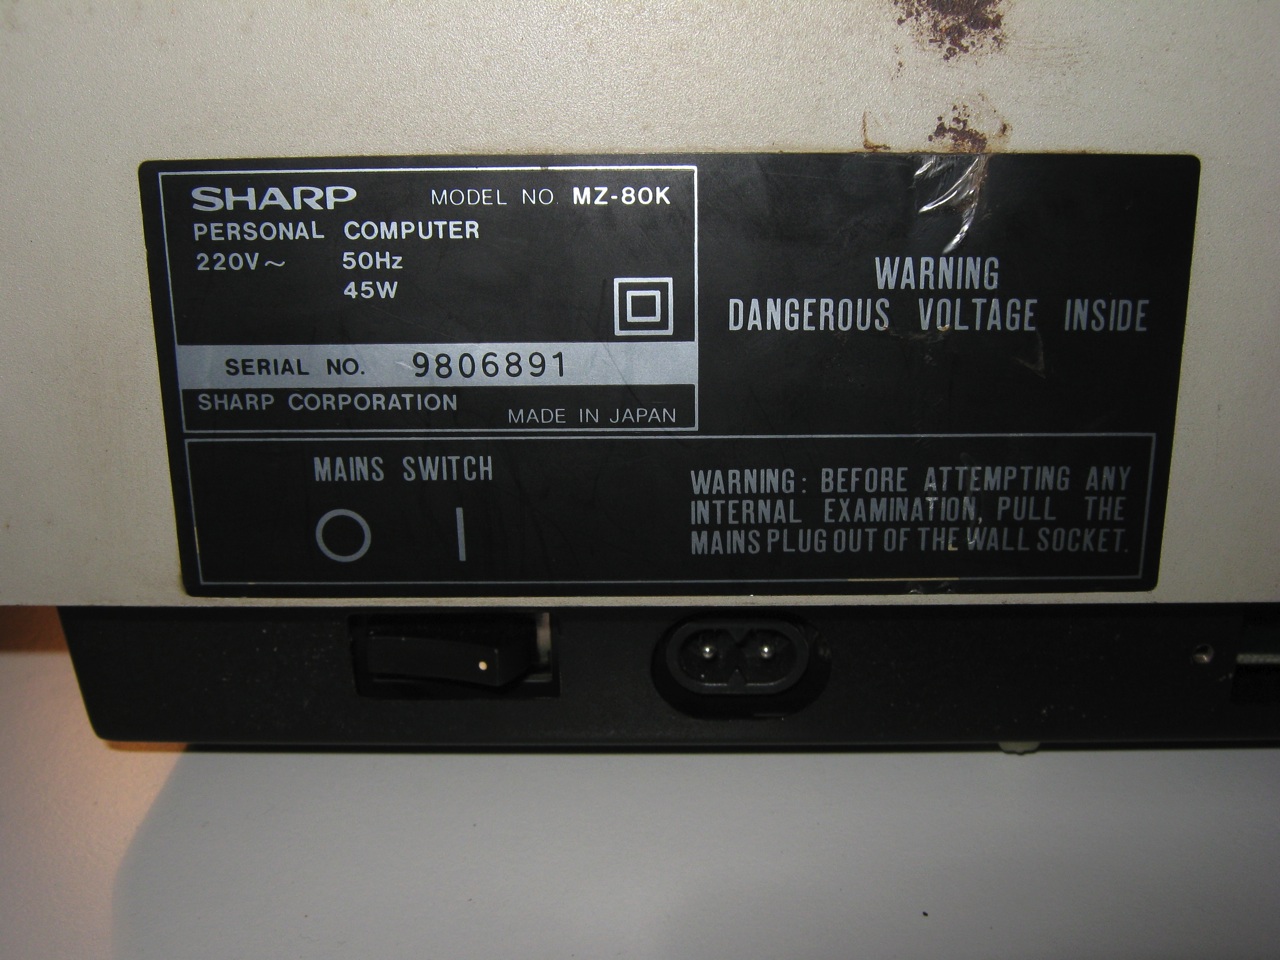 SHARP MODEL NO. MZ-80K
PERSONAL COMPUTER
220V~ 50Hz
45W
SERIAL NO. 9806891
SHARP CORPORATION
MADE IN JAPAN
WARNING
DANGEROUS VOLTAGE INSIDE
MAINS SWITCH
O I
WARNING: BEFORE ATTEMPTING ANY
INTERNAL EXAMINATION, PULL THE
MAINS PLUG OUT OF THE WALL SOCKET.